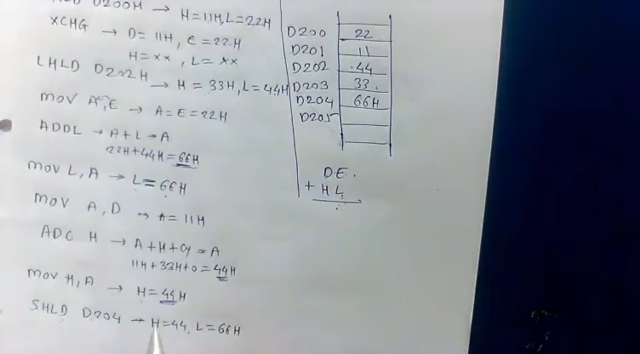 D200H → H=11H, L=22H
XCHG → D=11H, E=22H
H=xx, L=xx
LHLD D202H → H=33H, L=44H
MOV A,E → A=E=22H
ADDL → A+L→A
22H+44H=66H
MOV L,A → L=66H
MOV A,D → A=11H
ADC H → A+H+Cy=A
11H+33H+0=44H
MOV H,A → H=44H
SHLD D204 → H=44, L=66H
D200 22
D201 11
D202 44
D203 33
D204 66H
D205
DE
+ HL